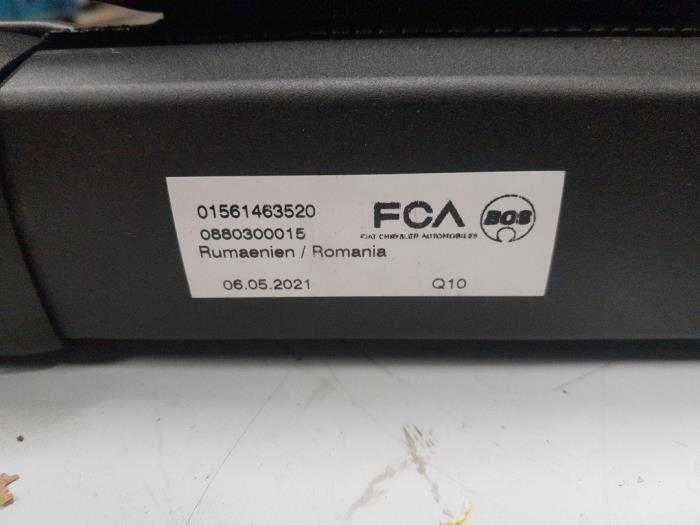 01561463520
0880300015
Rumaenien / Romania
06.05.2021 Q10
FCA
FIAT CHRYSLER AUTOMOBILES
BOS